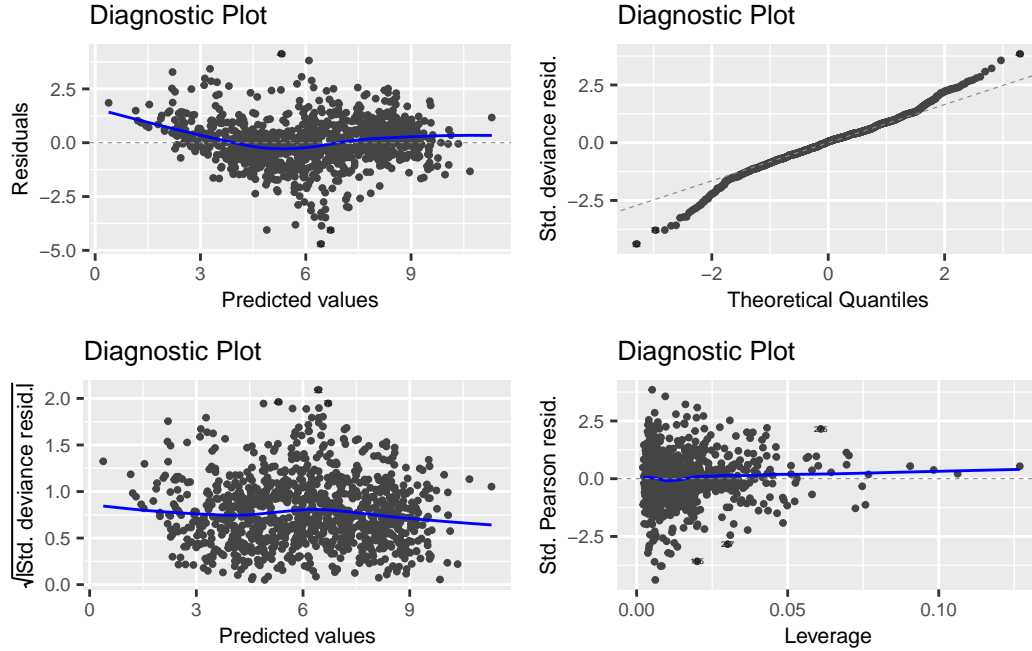 Diagnostic Plot
Residuals
2.5
0.0
−2.5
−5.0
0
3
6
9
Predicted values
Diagnostic Plot
Std. deviance resid.
2.5
0.0
−2.5
−2
0
2
Theoretical Quantiles
Diagnostic Plot
√|Std. deviance resid.|
2.0
1.5
1.0
0.5
0.0
0
3
6
9
Predicted values
Diagnostic Plot
Std. Pearson resid.
2.5
0.0
−2.5
0.00
0.05
0.10
Leverage